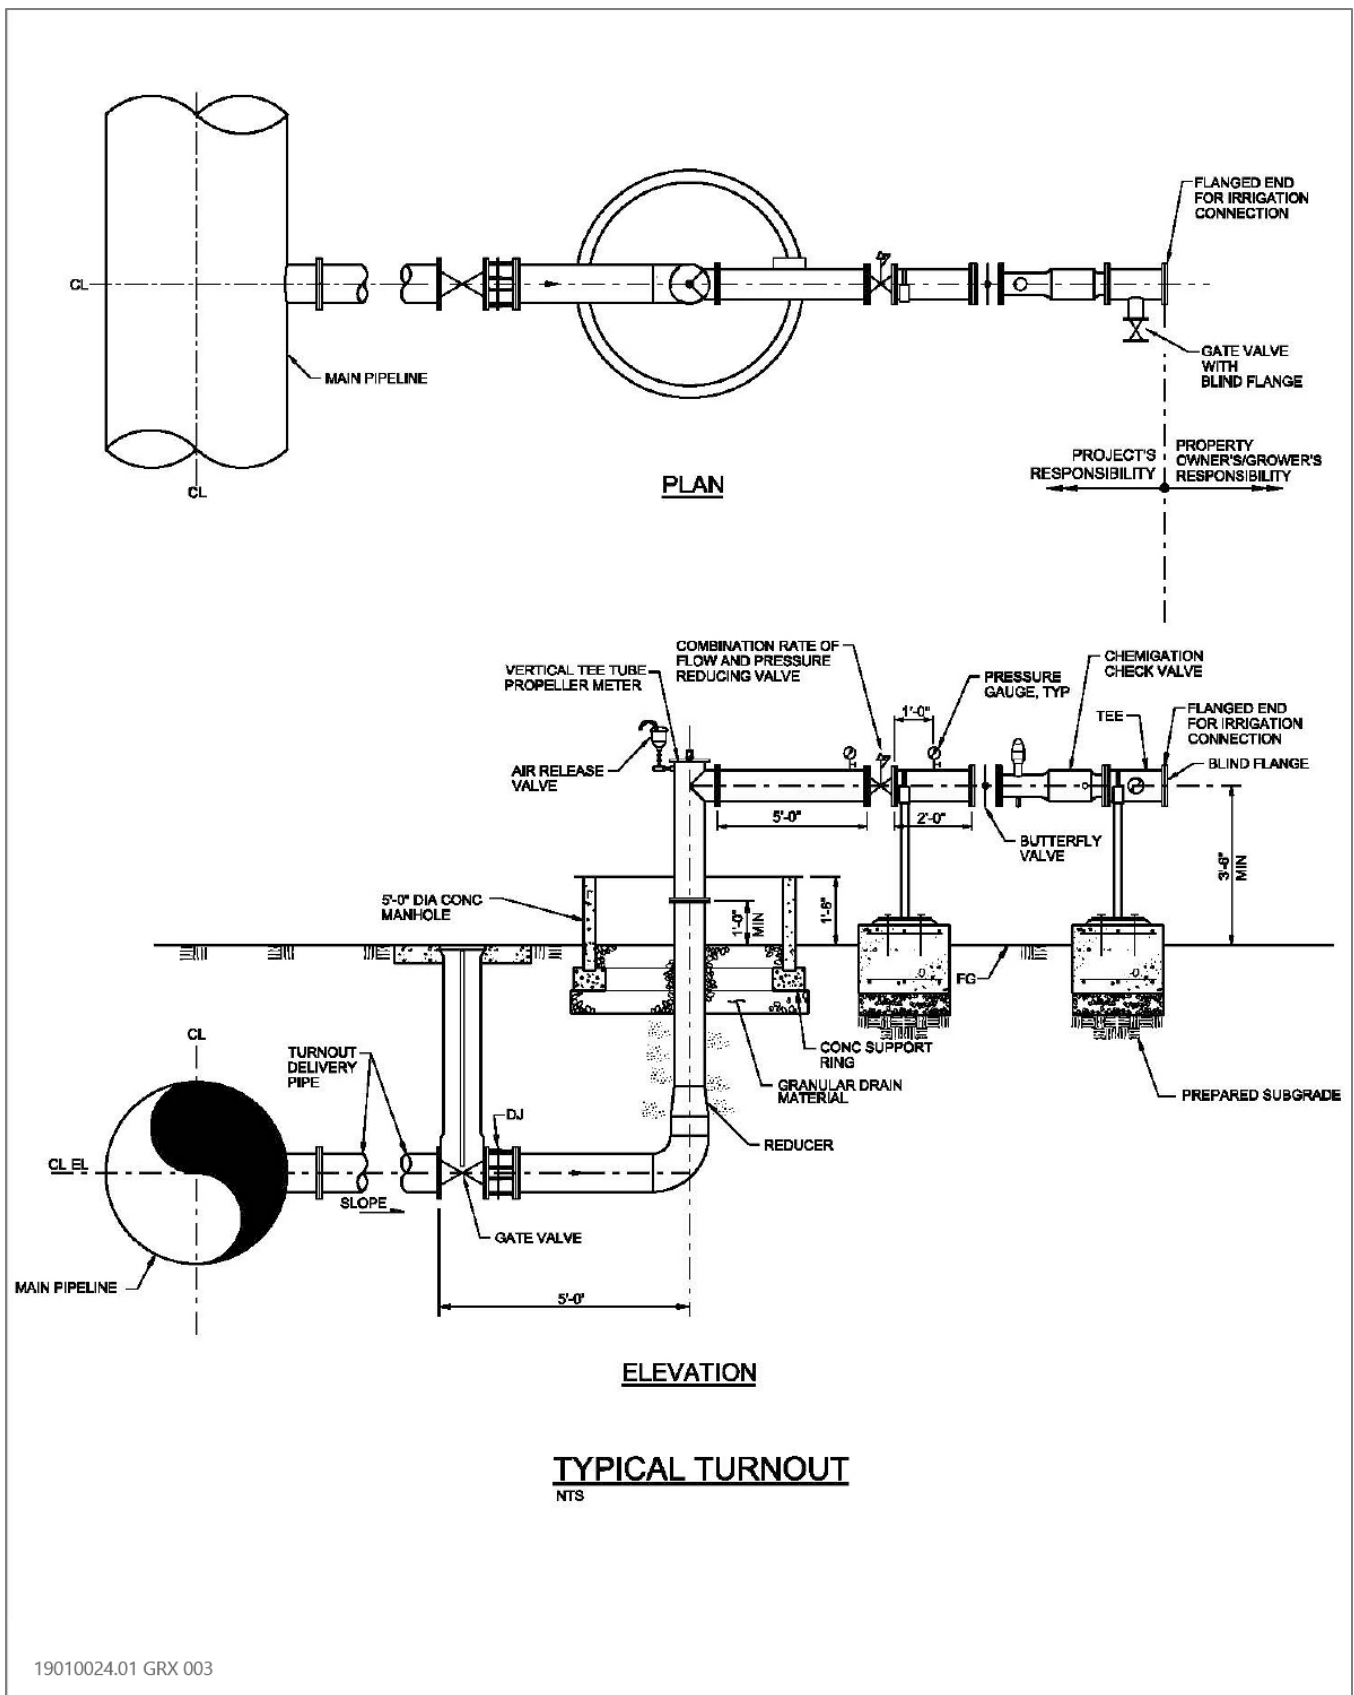 FLANGED END
FOR IRRIGATION
CONNECTION
CL
MAIN PIPELINE
GATE VALVE
WITH
BLIND FLANGE
CL
PLAN
PROJECT'S
RESPONSIBILITY
PROPERTY
OWNER'S/GROWER'S
RESPONSIBILITY
COMBINATION RATE OF
FLOW AND PRESSURE
REDUCING VALVE
VERTICAL TEE TUBE
PROPELLER METER
PRESSURE
GAUGE, TYP
CHEMIGATION
CHECK VALVE
1'-0"
TEE
FLANGED END
FOR IRRIGATION
CONNECTION
BLIND FLANGE
AIR RELEASE
VALVE
5'-0"
2'-0"
BUTTERFLY
VALVE
3'-6"
MIN
5'-0" DIA CONC
MANHOLE
1'-0"
MIN
1'-6"
FG
CL
TURNOUT
DELIVERY
PIPE
CONC SUPPORT
RING
GRANULAR DRAIN
MATERIAL
PREPARED SUBGRADE
DJ
REDUCER
CL EL
SLOPE
GATE VALVE
MAIN PIPELINE
5'-0'
ELEVATION
TYPICAL TURNOUT
NTS
19010024.01 GRX 003